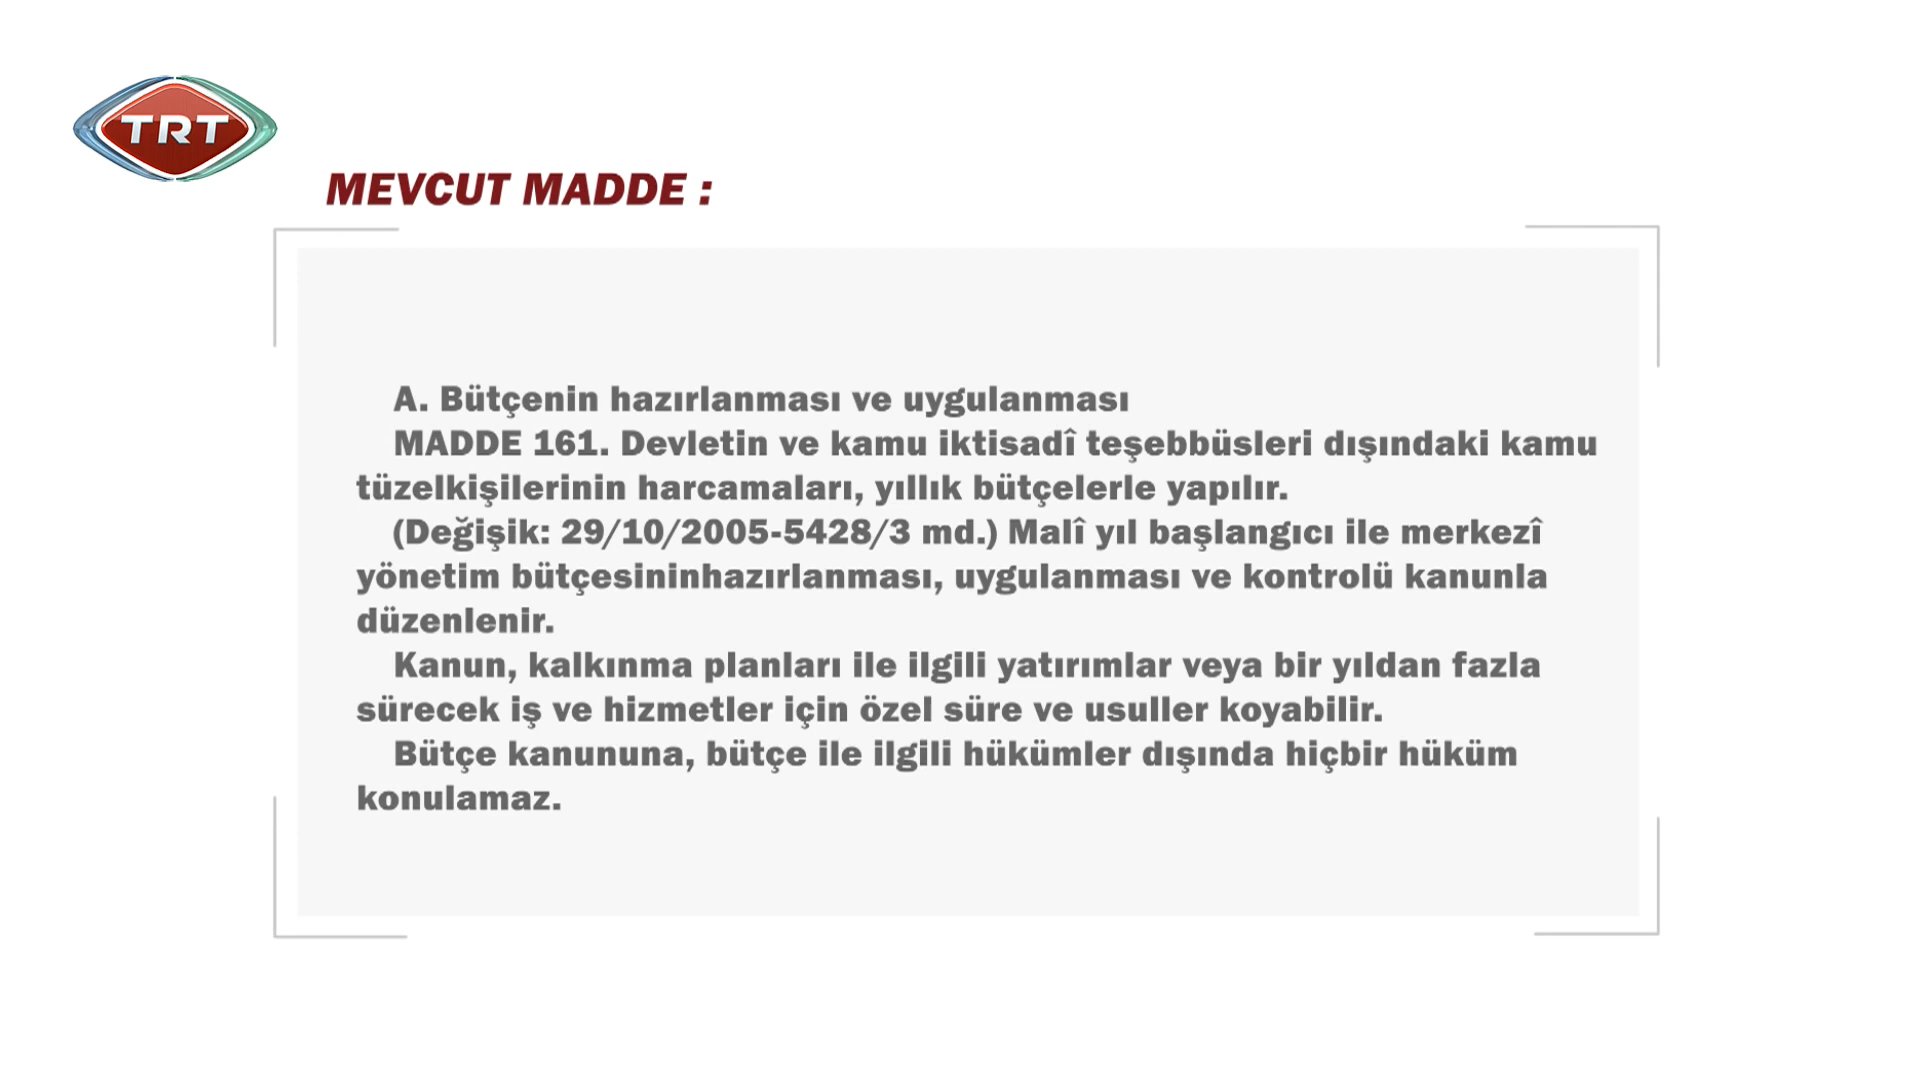 TRT
MEVCUT MADDE :
A. Bütçenin hazırlanması ve uygulanması
MADDE 161. Devletin ve kamu iktisadî teşebbüsleri dışındaki kamu
tüzelkişilerinin harcamaları, yıllık bütçelerle yapılır.
(Değişik: 29/10/2005-5428/3 md.) Malî yıl başlangıcı ile merkezî
yönetim bütçesininhazırlanması, uygulanması ve kontrolü kanunla
düzenlenir.
Kanun, kalkınma planları ile ilgili yatırımlar veya bir yıldan fazla
sürecek iş ve hizmetler için özel süre ve usuller koyabilir.
Bütçe kanununa, bütçe ile ilgili hükümler dışında hiçbir hüküm
konulamaz.